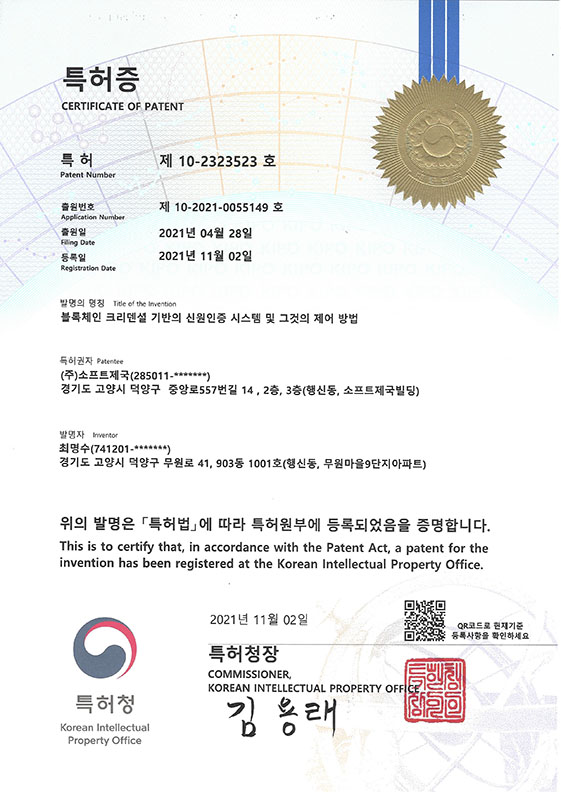 특허증
CERTIFICATE OF PATENT
특 허 제 10-2323523 호
Patent Number
출원번호 제 10-2021-0055149 호
Application Number
출원일 2021년 04월 28일
Filing Date
등록일 2021년 11월 02일
Registration Date
발명의 명칭 Title of the Invention
블록체인 크리덴셜 기반의 신원인증 시스템 및 그것의 제어 방법
특허권자 Patentee
(주)소프트제국(285011-*******)
경기도 고양시 덕양구 중앙로557번길 14 , 2층, 3층(행신동, 소프트제국빌딩)
발명자 Inventor
최명수(741201-*******)
경기도 고양시 덕양구 무원로 41, 903동 1001호(행신동, 무원마을9단지아파트)
위의 발명은 「특허법」에 따라 특허원부에 등록되었음을 증명합니다.
This is to certify that, in accordance with the Patent Act, a patent for the
invention has been registered at the Korean Intellectual Property Office.
2021년 11월 02일
QR코드로 현재기준
등록사항을 확인하세요
특허청장
COMMISSIONER,
KOREAN INTELLECTUAL PROPERTY OFFICE
김용래
특허청
Korean Intellectual
Property Office